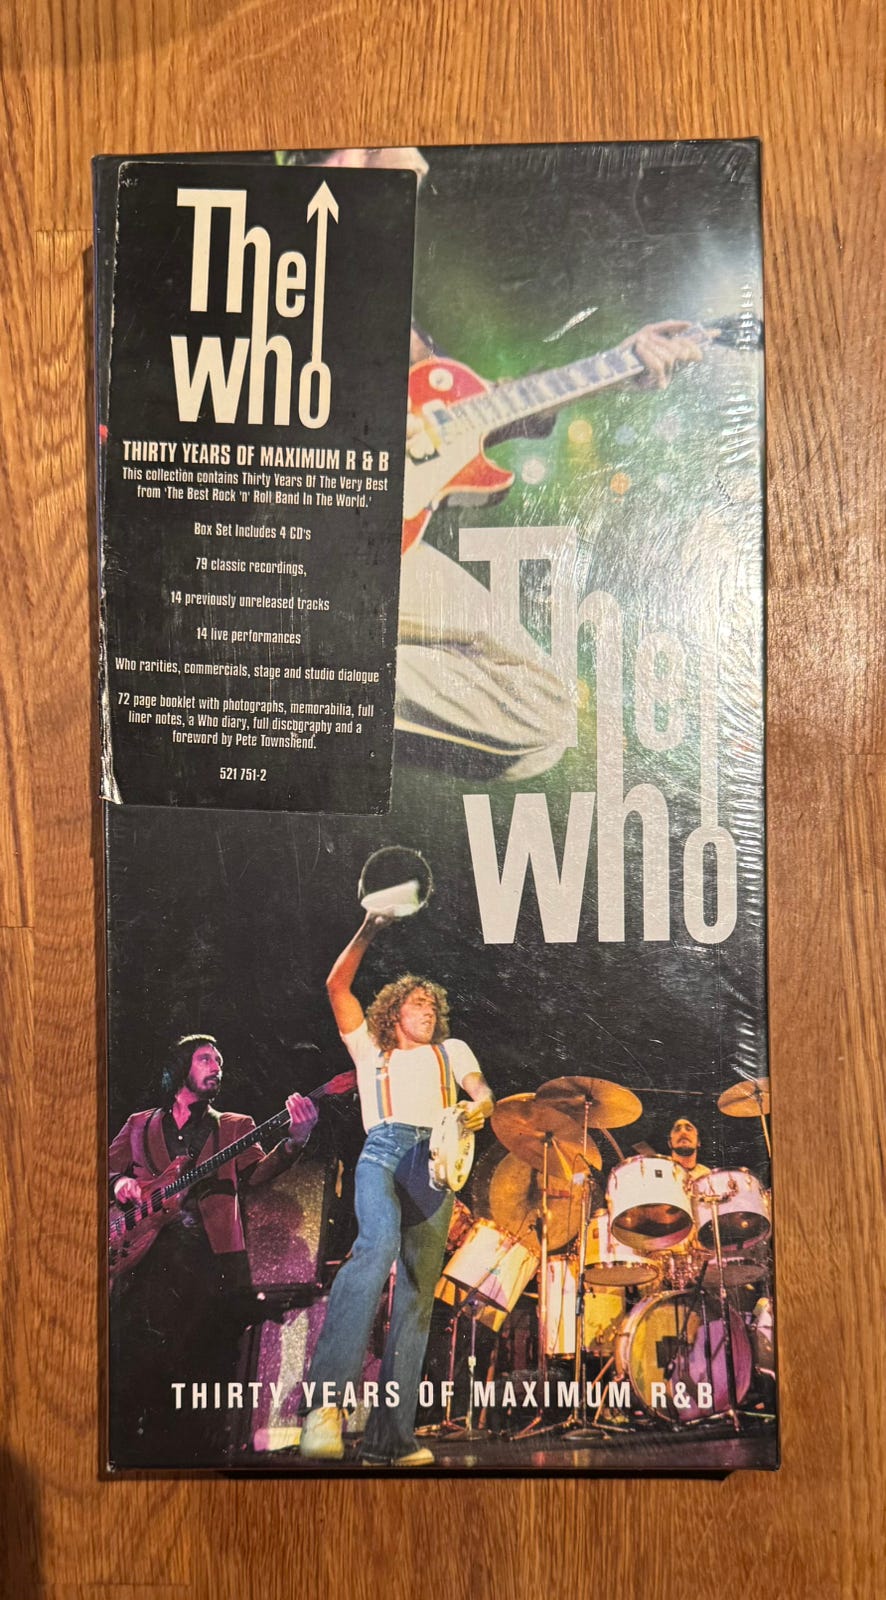 The
Who
THIRTY YEARS OF MAXIMUM R & B
This collection contains Thirty Years Of The Very Best
from 'The Best Rock 'n' Roll Band In The World.'
Box Set Includes 4 CD's
79 classic recordings,
14 previously unreleased tracks
14 live performances
Who rarities, commercials, stage and studio dialogue
72 page booklet with photographs, memorabilia, full
liner notes, a Who diary, full discography and a
foreword by Pete Townshend.
521 751-2
The
Who
THIRTY YEARS OF MAXIMUM R&B